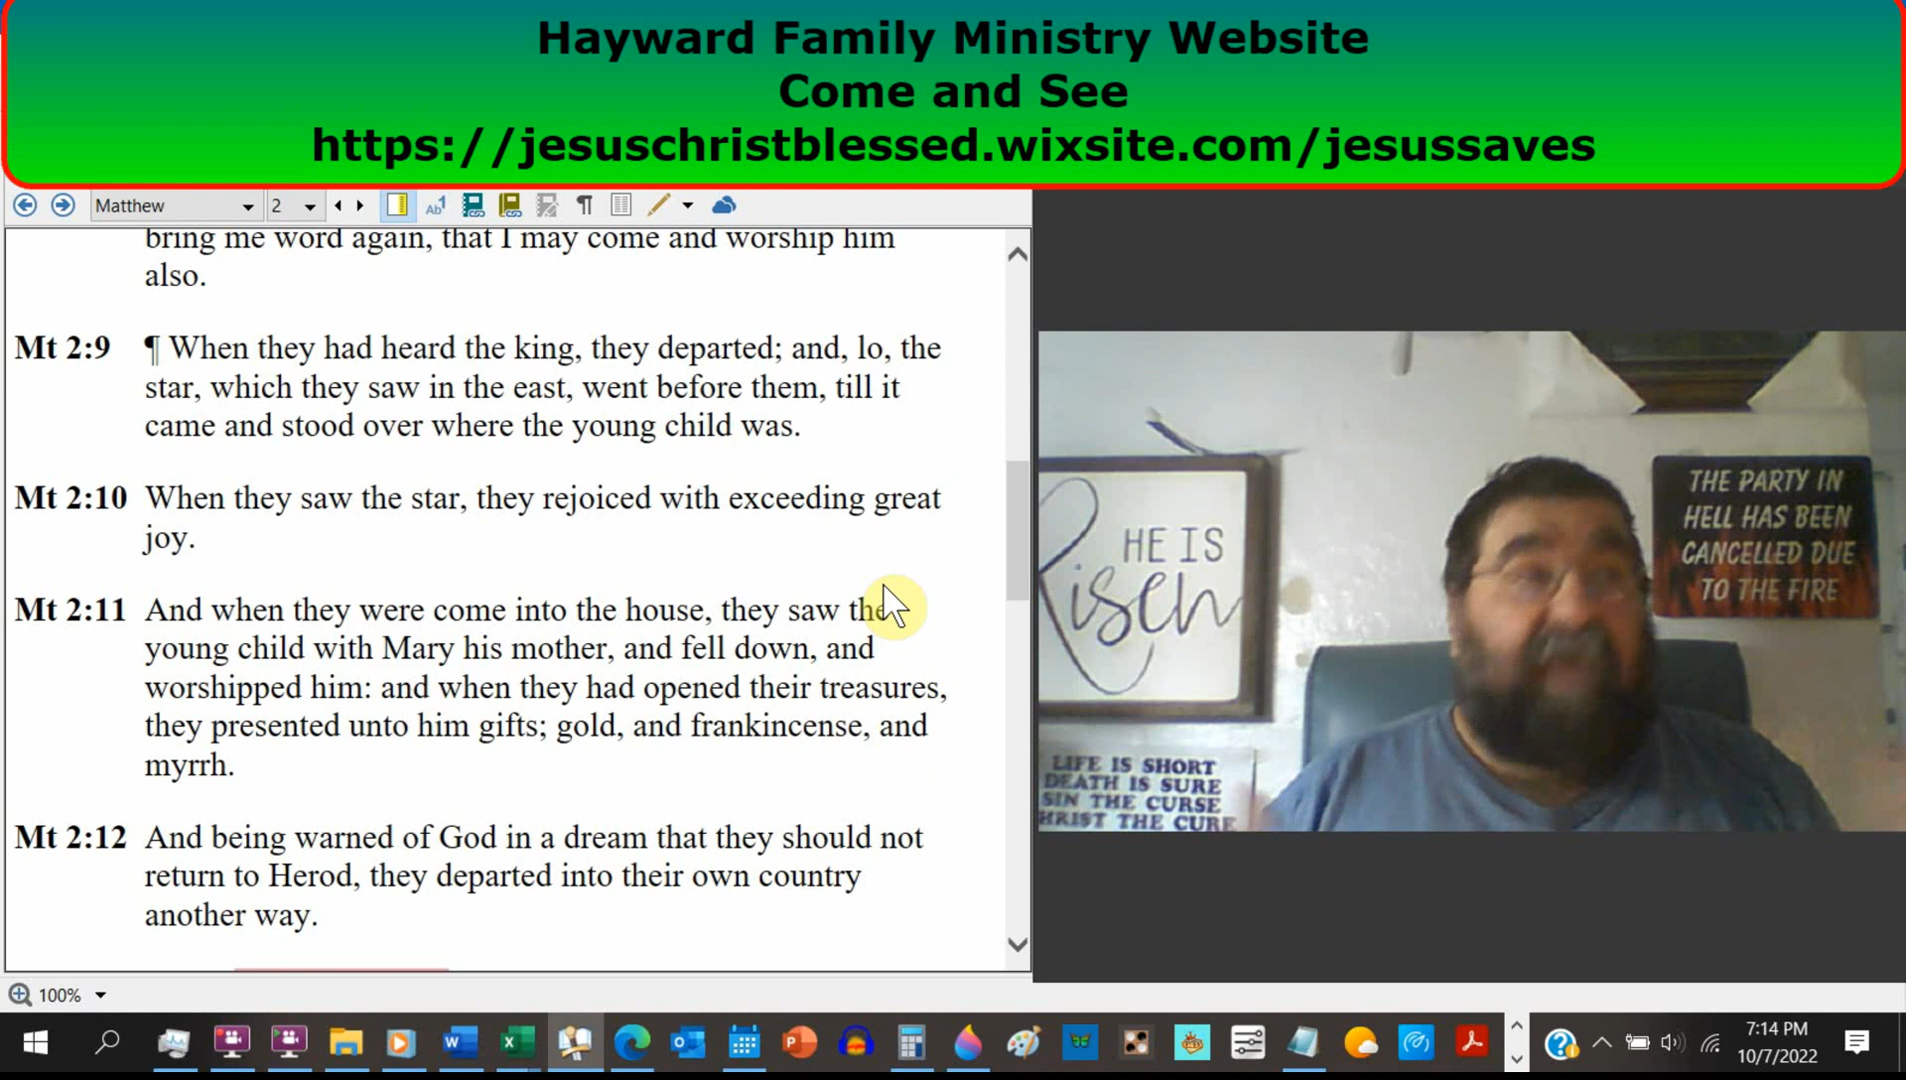 Hayward Family Ministry Website
Come and See
https://jesuschristblessed.wixsite.com/jesussaves
Matthew
2
bring me word again, that I may come and worship him
also.
Mt 2:9 ¶ When they had heard the king, they departed; and, lo, the
star, which they saw in the east, went before them, till it
came and stood over where the young child was.
Mt 2:10 When they saw the star, they rejoiced with exceeding great
joy.
Mt 2:11 And when they were come into the house, they saw the
young child with Mary his mother, and fell down, and
worshipped him: and when they had opened their treasures,
they presented unto him gifts; gold, and frankincense, and
myrrh.
Mt 2:12 And being warned of God in a dream that they should not
return to Herod, they departed into their own country
another way.
100%
HE IS
Risen
THE PARTY IN
HELL HAS BEEN
CANCELLED DUE
TO THE FIRE
LIFE IS SHORT
DEATH IS SURE
SIN THE CURSE
HRIST THE CURE
7:14 PM
10/7/2022